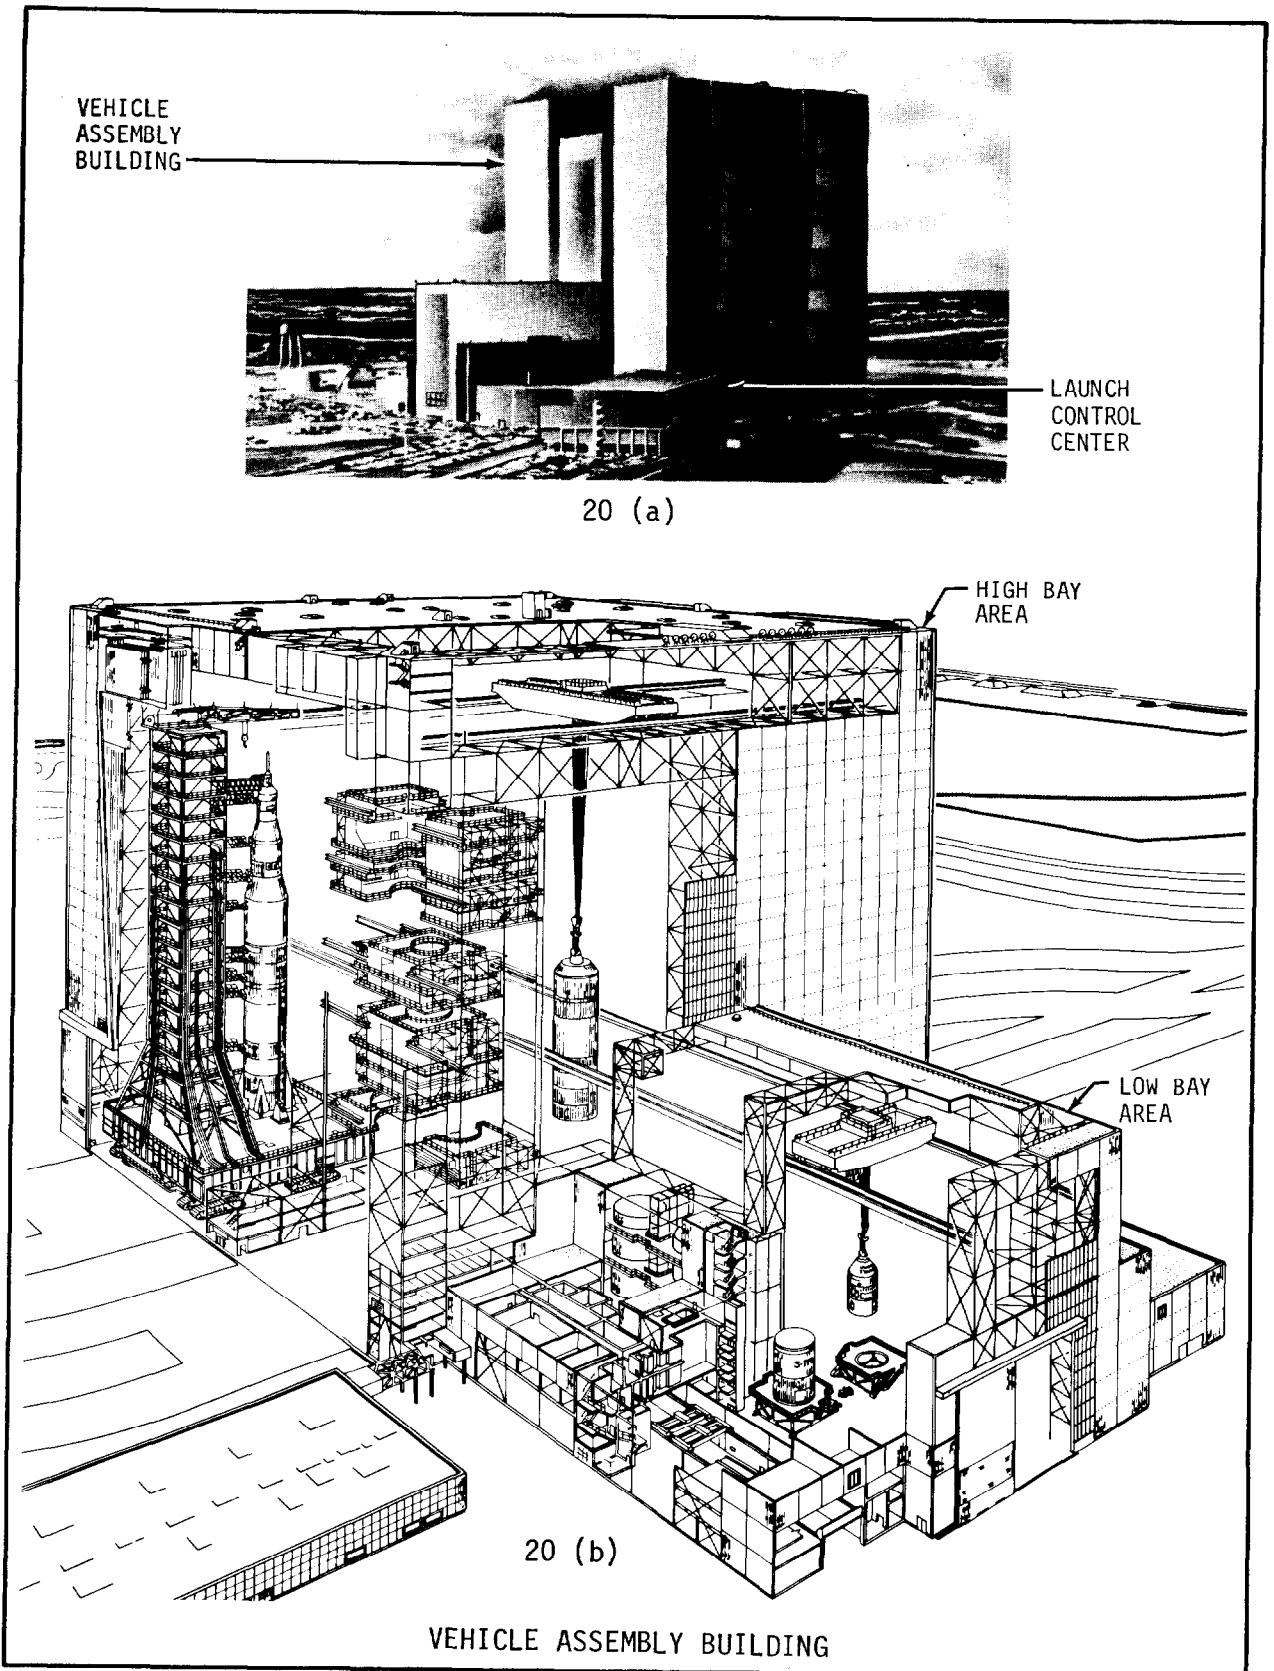 VEHICLE
ASSEMBLY
BUILDING
LAUNCH
CONTROL
CENTER
20 (a)
HIGH BAY
AREA
LOW BAY
AREA
20 (b)
VEHICLE ASSEMBLY BUILDING